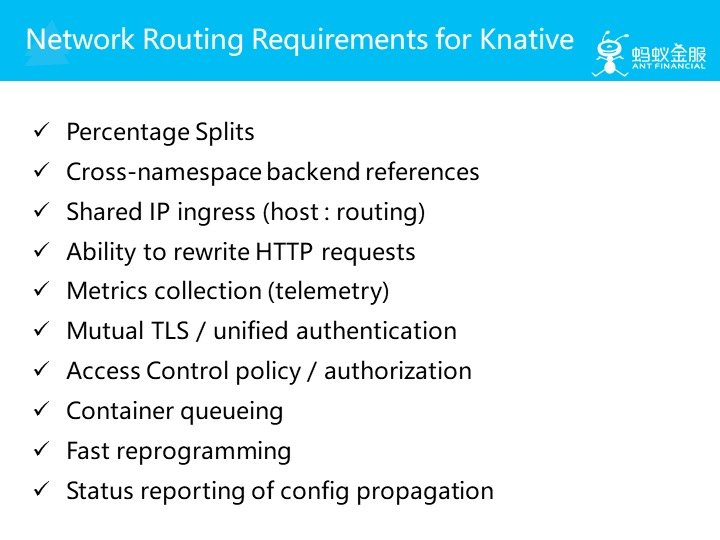 Network Routing Requirements for Knative
蚂蚁金服
ANT FINANCIAL
✓ Percentage Splits
✓ Cross-namespace backend references
✓ Shared IP ingress (host : routing)
✓ Ability to rewrite HTTP requests
✓ Metrics collection (telemetry)
✓ Mutual TLS / unified authentication
✓ Access Control policy / authorization
✓ Container queueing
✓ Fast reprogramming
✓ Status reporting of config propagation